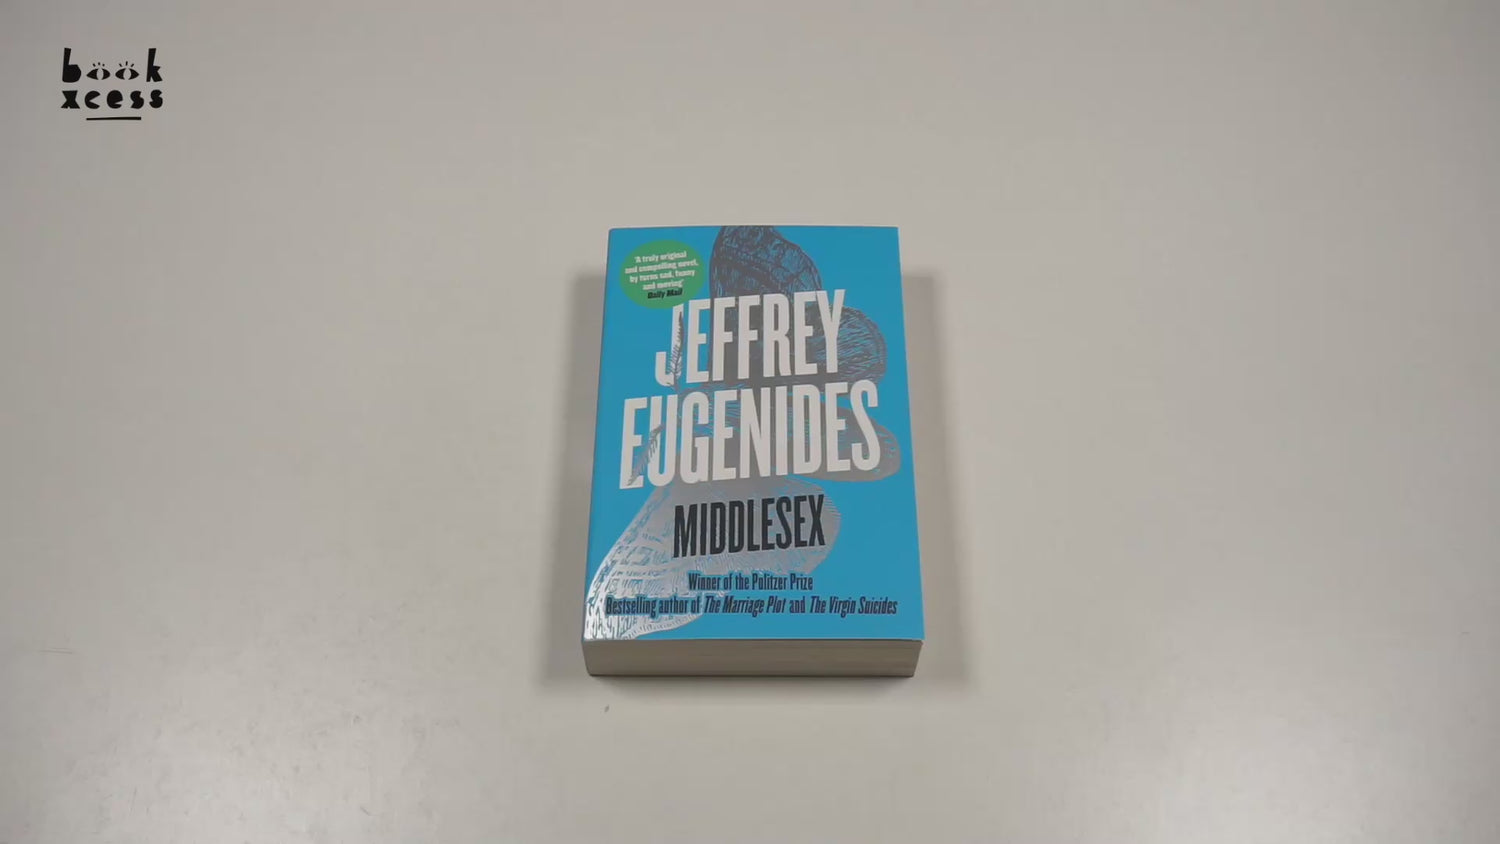 book
xcess
'A truly original
and compelling novel,
by turns sad, funny
and moving'
Daily Mail
JEFFREY
EUGENIDES
MIDDLESEX
Winner of the Pulitzer Prize
Bestselling author of The Marriage Plot and The Virgin Suicides